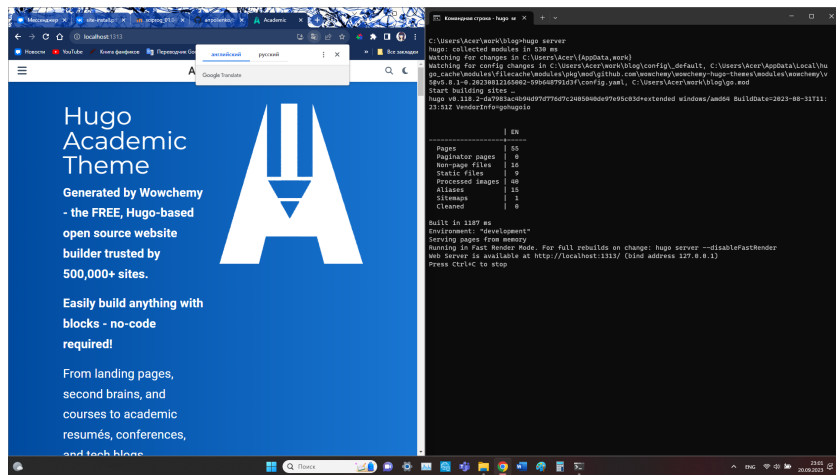 Мессенджер
site-instaliz
anpolenko
Academic
localhost:1313
Новости
YouTube
Книга фанфиков
Переводчик Go
Все закладки
английский
русский
Google Translate
A
Hugo
Academic
Theme
Generated by Wowchemy
- the FREE, Hugo-based
open source website
builder trusted by
500,000+ sites.
Easily build anything with
blocks - no-code
required!
From landing pages,
second brains, and
courses to academic
resumés, conferences,
and tech blogs.
Командная строка - hugo se
C:\Users\Acer\work\blog>hugo server
hugo: collected modules in 530 ms
Watching for changes in C:\Users\Acer\{AppData,work}
Watching for config changes in C:\Users\Acer\work\blog\config\_default, C:\Users\Acer\AppData\Local\hu
go_cache\modules\filecache\modules\pkg\mod\github.com\wowchemy\wowchemy-hugo-themes\modules\wowchemy\v
5@v5.8.1-0.20230812165302-59b648791d3f\config.yaml, C:\Users\Acer\work\blog\go.mod
Start building sites …
hugo v0.118.2-da7983ac4b94d97d776d7c2405040de97e95c03d+extended windows/amd64 BuildDate=2023-08-31T11:
23:51Z VendorInfo=gohugoio
| EN
-------------------+-----
Pages | 55
Paginator pages | 0
Non-page files | 16
Static files | 9
Processed images | 40
Aliases | 15
Sitemaps | 1
Cleaned | 0
Built in 1187 ms
Environment: "development"
Serving pages from memory
Running in Fast Render Mode. For full rebuilds on change: hugo server --disableFastRender
Web Server is available at http://localhost:1313/ (bind address 127.0.0.1)
Press Ctrl+C to stop
Поиск
ENG
23:01
20.09.2023